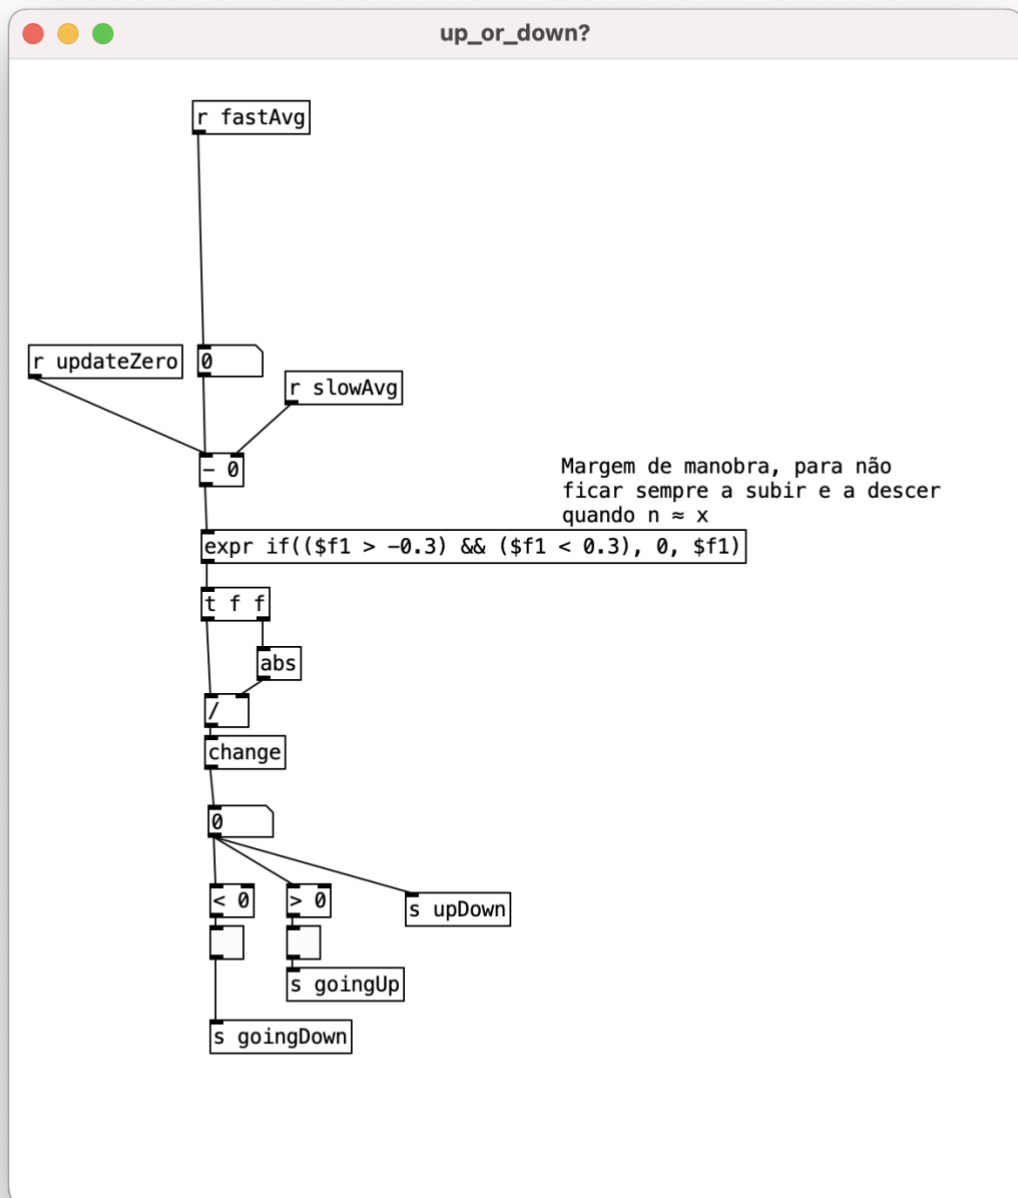 up_or_down?
r fastAvg
r updateZero
0
r slowAvg
- 0
Margem de manobra, para não
ficar sempre a subir e a descer
quando n ≈ x
expr if(($f1 > -0.3) && ($f1 < 0.3), 0, $f1)
t f f
abs
/
change
0
< 0
> 0
s upDown
s goingUp
s goingDown